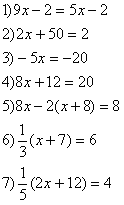 1) 9x − 2 = 5x − 2
2) 2x + 50 = 2
3) −5x = −20
4) 8x + 12 = 20
5) 8x − 2(x + 8) = 8
6) 1/3 (x + 7) = 6
7) 1/5 (2x + 12) = 4